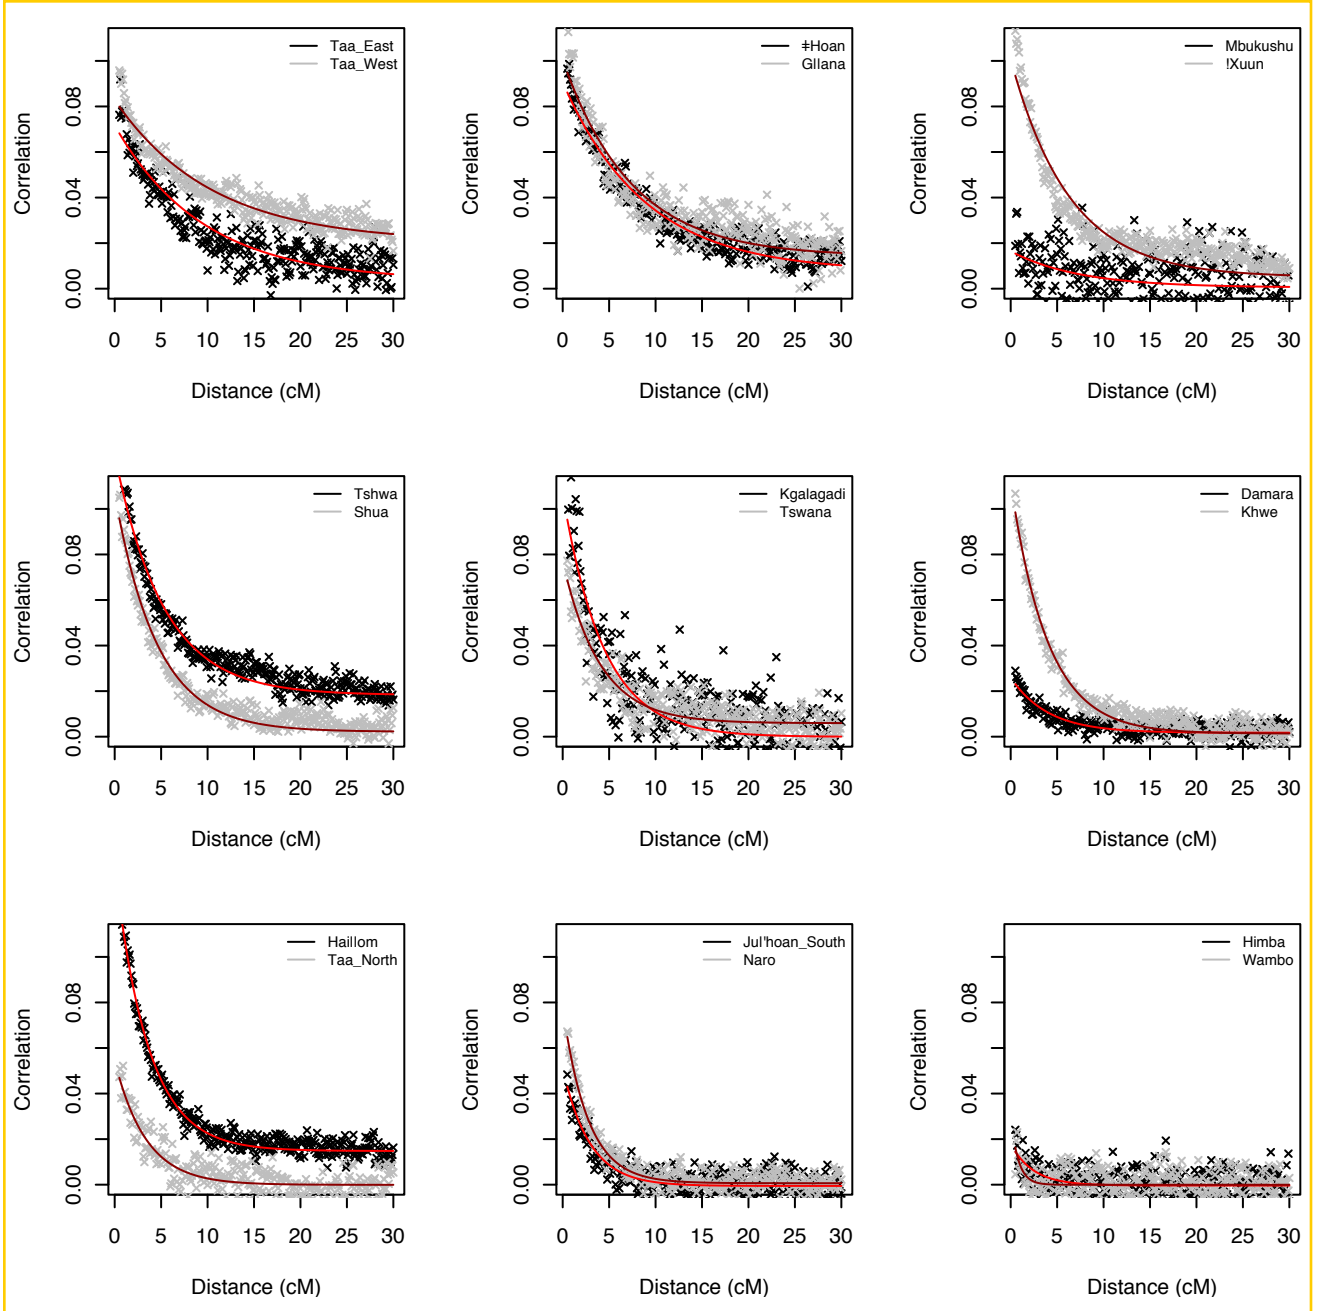 Taa_East
Taa_West
Correlation
0.00 0.04 0.08
0 5 10 15 20 25 30
Distance (cM)
ǂHoan
GǁIana
Correlation
0.00 0.04 0.08
0 5 10 15 20 25 30
Distance (cM)
Mbukushu
!Xuun
Correlation
0.00 0.04 0.08
0 5 10 15 20 25 30
Distance (cM)
Tshwa
Shua
Correlation
0.00 0.04 0.08
0 5 10 15 20 25 30
Distance (cM)
Kgalagadi
Tswana
Correlation
0.00 0.04 0.08
0 5 10 15 20 25 30
Distance (cM)
Damara
Khwe
Correlation
0.00 0.04 0.08
0 5 10 15 20 25 30
Distance (cM)
Haillom
Taa_North
Correlation
0.00 0.04 0.08
0 5 10 15 20 25 30
Distance (cM)
Jul'hoan_South
Naro
Correlation
0.00 0.04 0.08
0 5 10 15 20 25 30
Distance (cM)
Himba
Wambo
Correlation
0.00 0.04 0.08
0 5 10 15 20 25 30
Distance (cM)